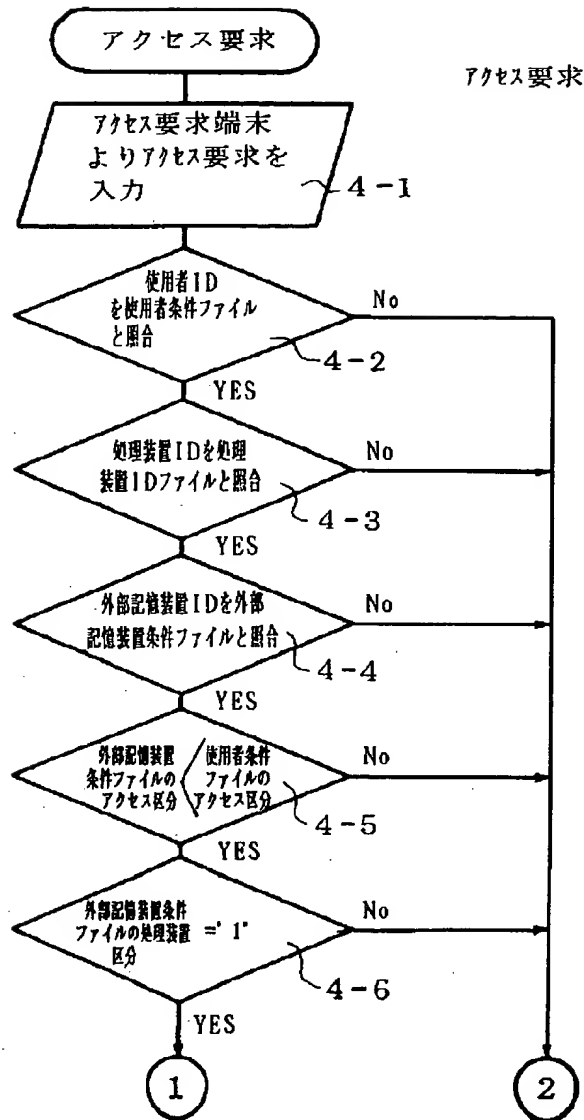 アクセス要求
アクセス要求
アクセス要求端末
よりアクセス要求を
入力
4-1
使用者ID
を使用者条件ファイル
と照合
No
4-2
YES
処理装置IDを処理
装置IDファイルと照合
No
4-3
YES
外部記憶装置IDを外部
記憶装置条件ファイルと照合
No
4-4
YES
外部記憶装置
条件ファイルの
アクセス区分
<
使用者条件
ファイルの
アクセス区分
No
4-5
YES
外部記憶装置条件
ファイルの処理装置 ="1"
区分
No
4-6
YES
1
2